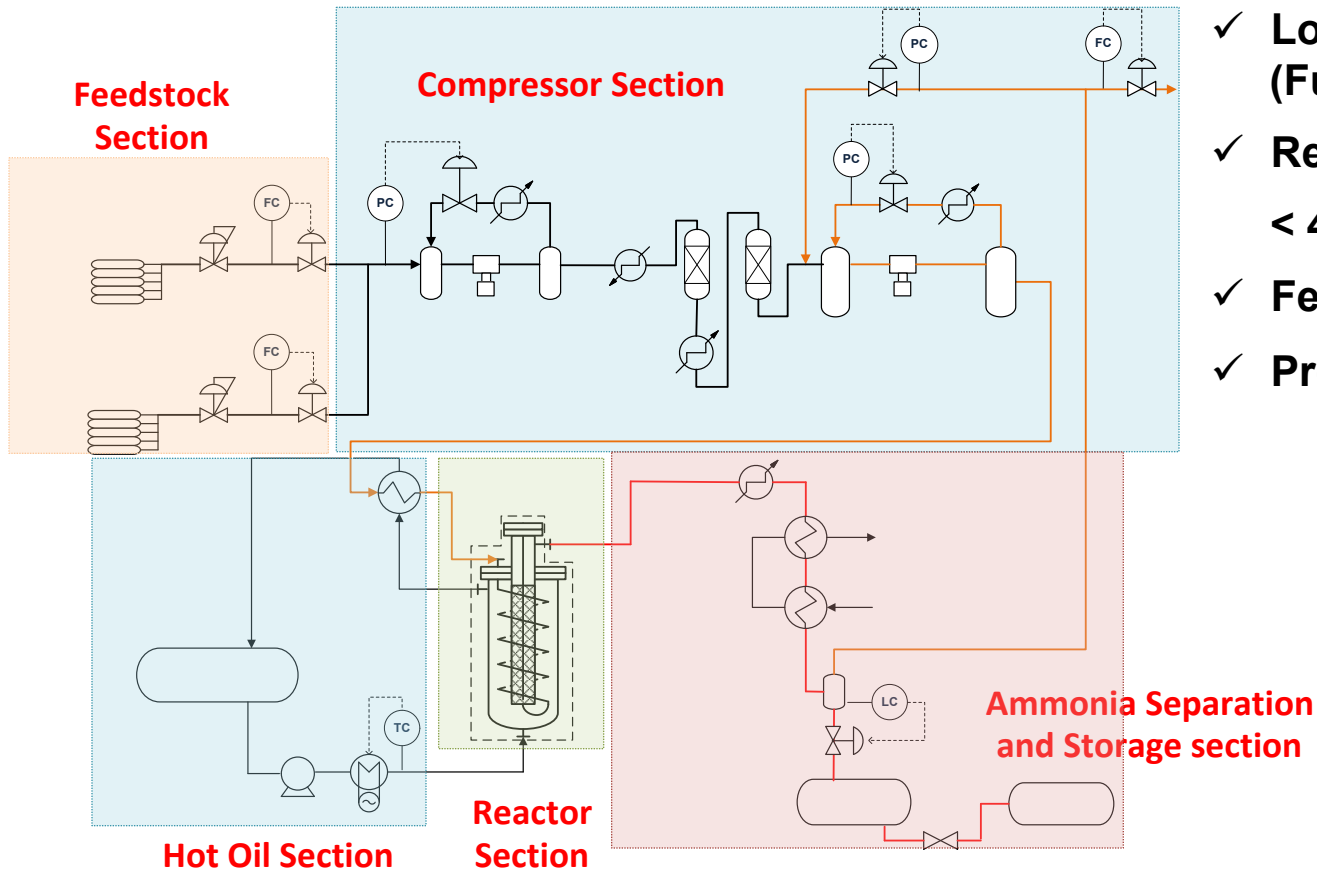 Feedstock
Section
Compressor Section
PC
FC
✓ Lo
(Fu
✓ Re
< 4
✓ Fe
✓ Pr
FC
PC
PC
FC
TC
LC
Ammonia Separation
and Storage section
Reactor
Section
Hot Oil Section